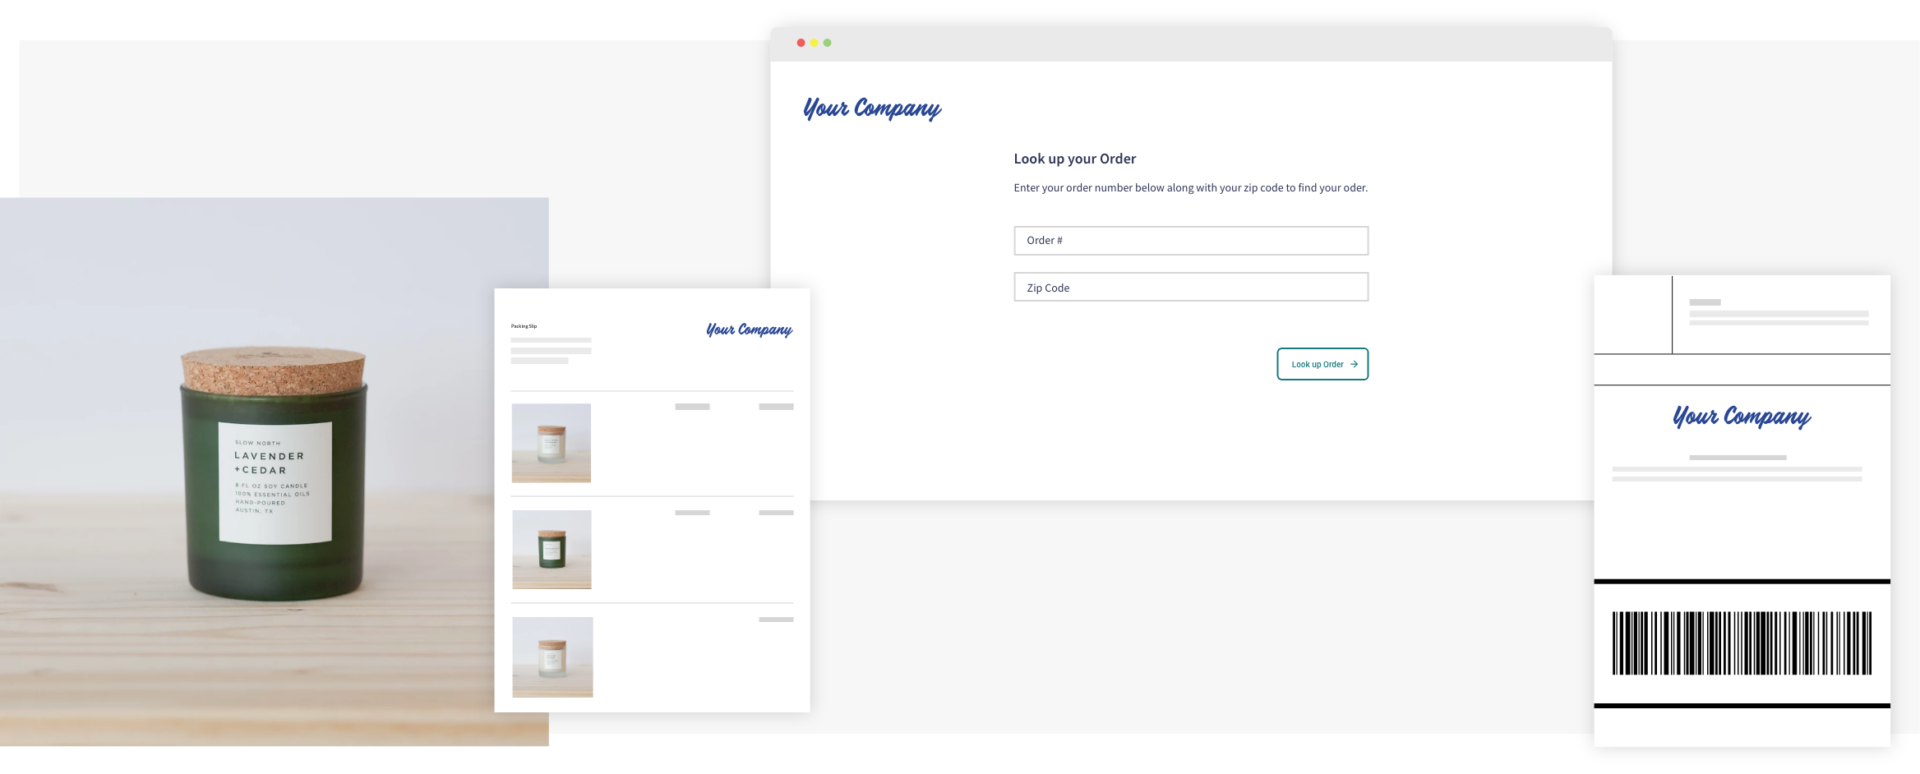 Your Company
Look up your Order
Enter your order number below along with your zip code to find your oder.
Order #
Zip Code
Look up Order
SLOW NORTH
LAVENDER
+CEDAR
8 FL OZ SOY CANDLE
100% ESSENTIAL OILS
HAND-POURED
AUSTIN, TX
Packing Slip
Your Company
Your Company